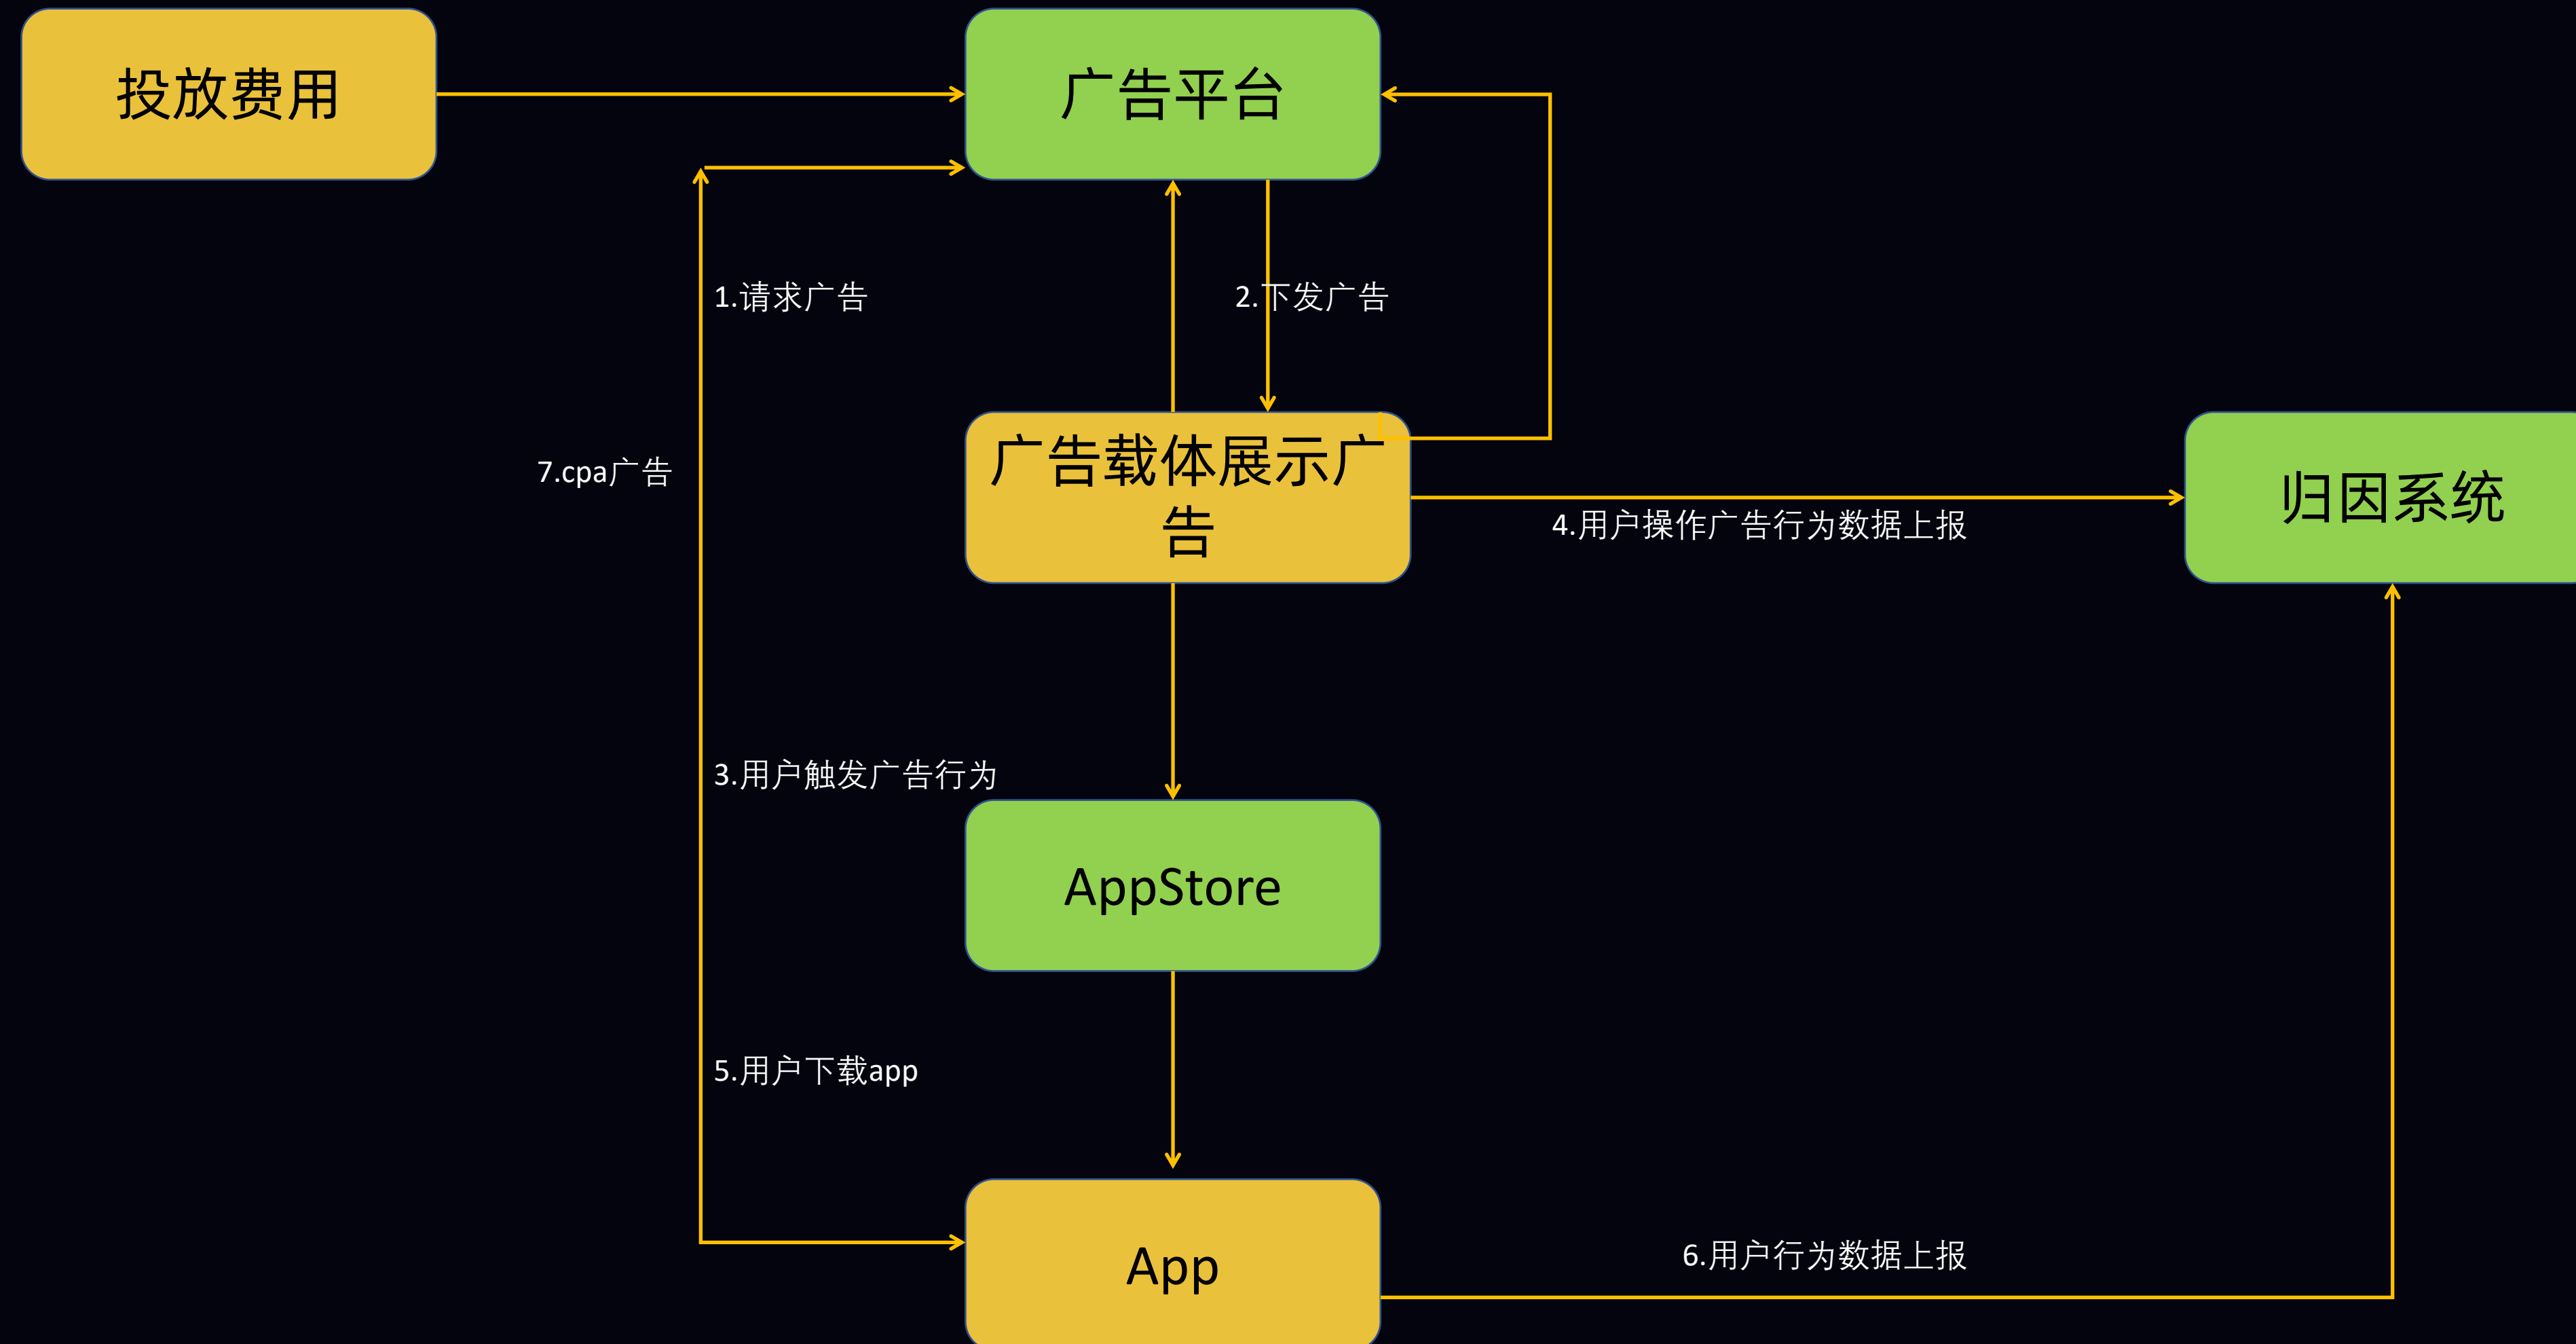 投放费用
广告平台
1.请求广告
2.下发广告
7.cpa广告
广告载体展示广
告
4.用户操作广告行为数据上报
归因系统
3.用户触发广告行为
AppStore
5.用户下载app
App
6.用户行为数据上报